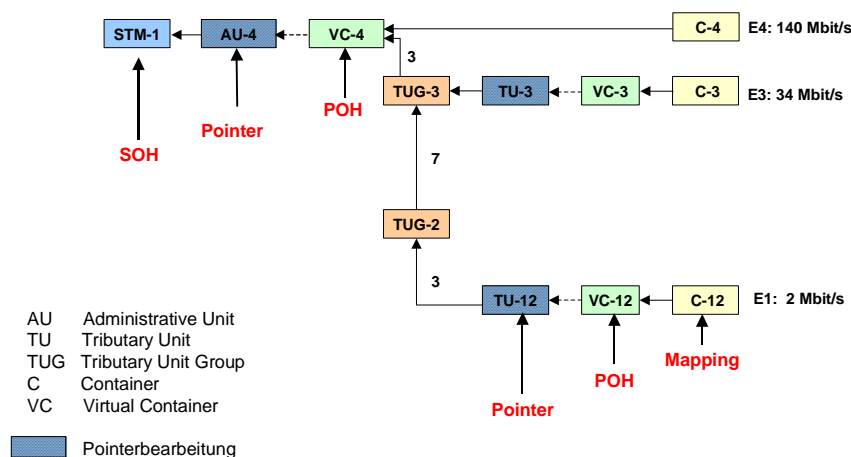 STM-1 AU-4 VC-4 C-4 E4: 140 Mbit/s
3
TUG-3 TU-3 VC-3 C-3 E3: 34 Mbit/s
POH
Pointer
SOH
7
TUG-2
3
TU-12 VC-12 C-12 E1: 2 Mbit/s
AU Administrative Unit
TU Tributary Unit
TUG Tributary Unit Group
C Container
VC Virtual Container
Mapping
POH
Pointer
Pointerbearbeitung